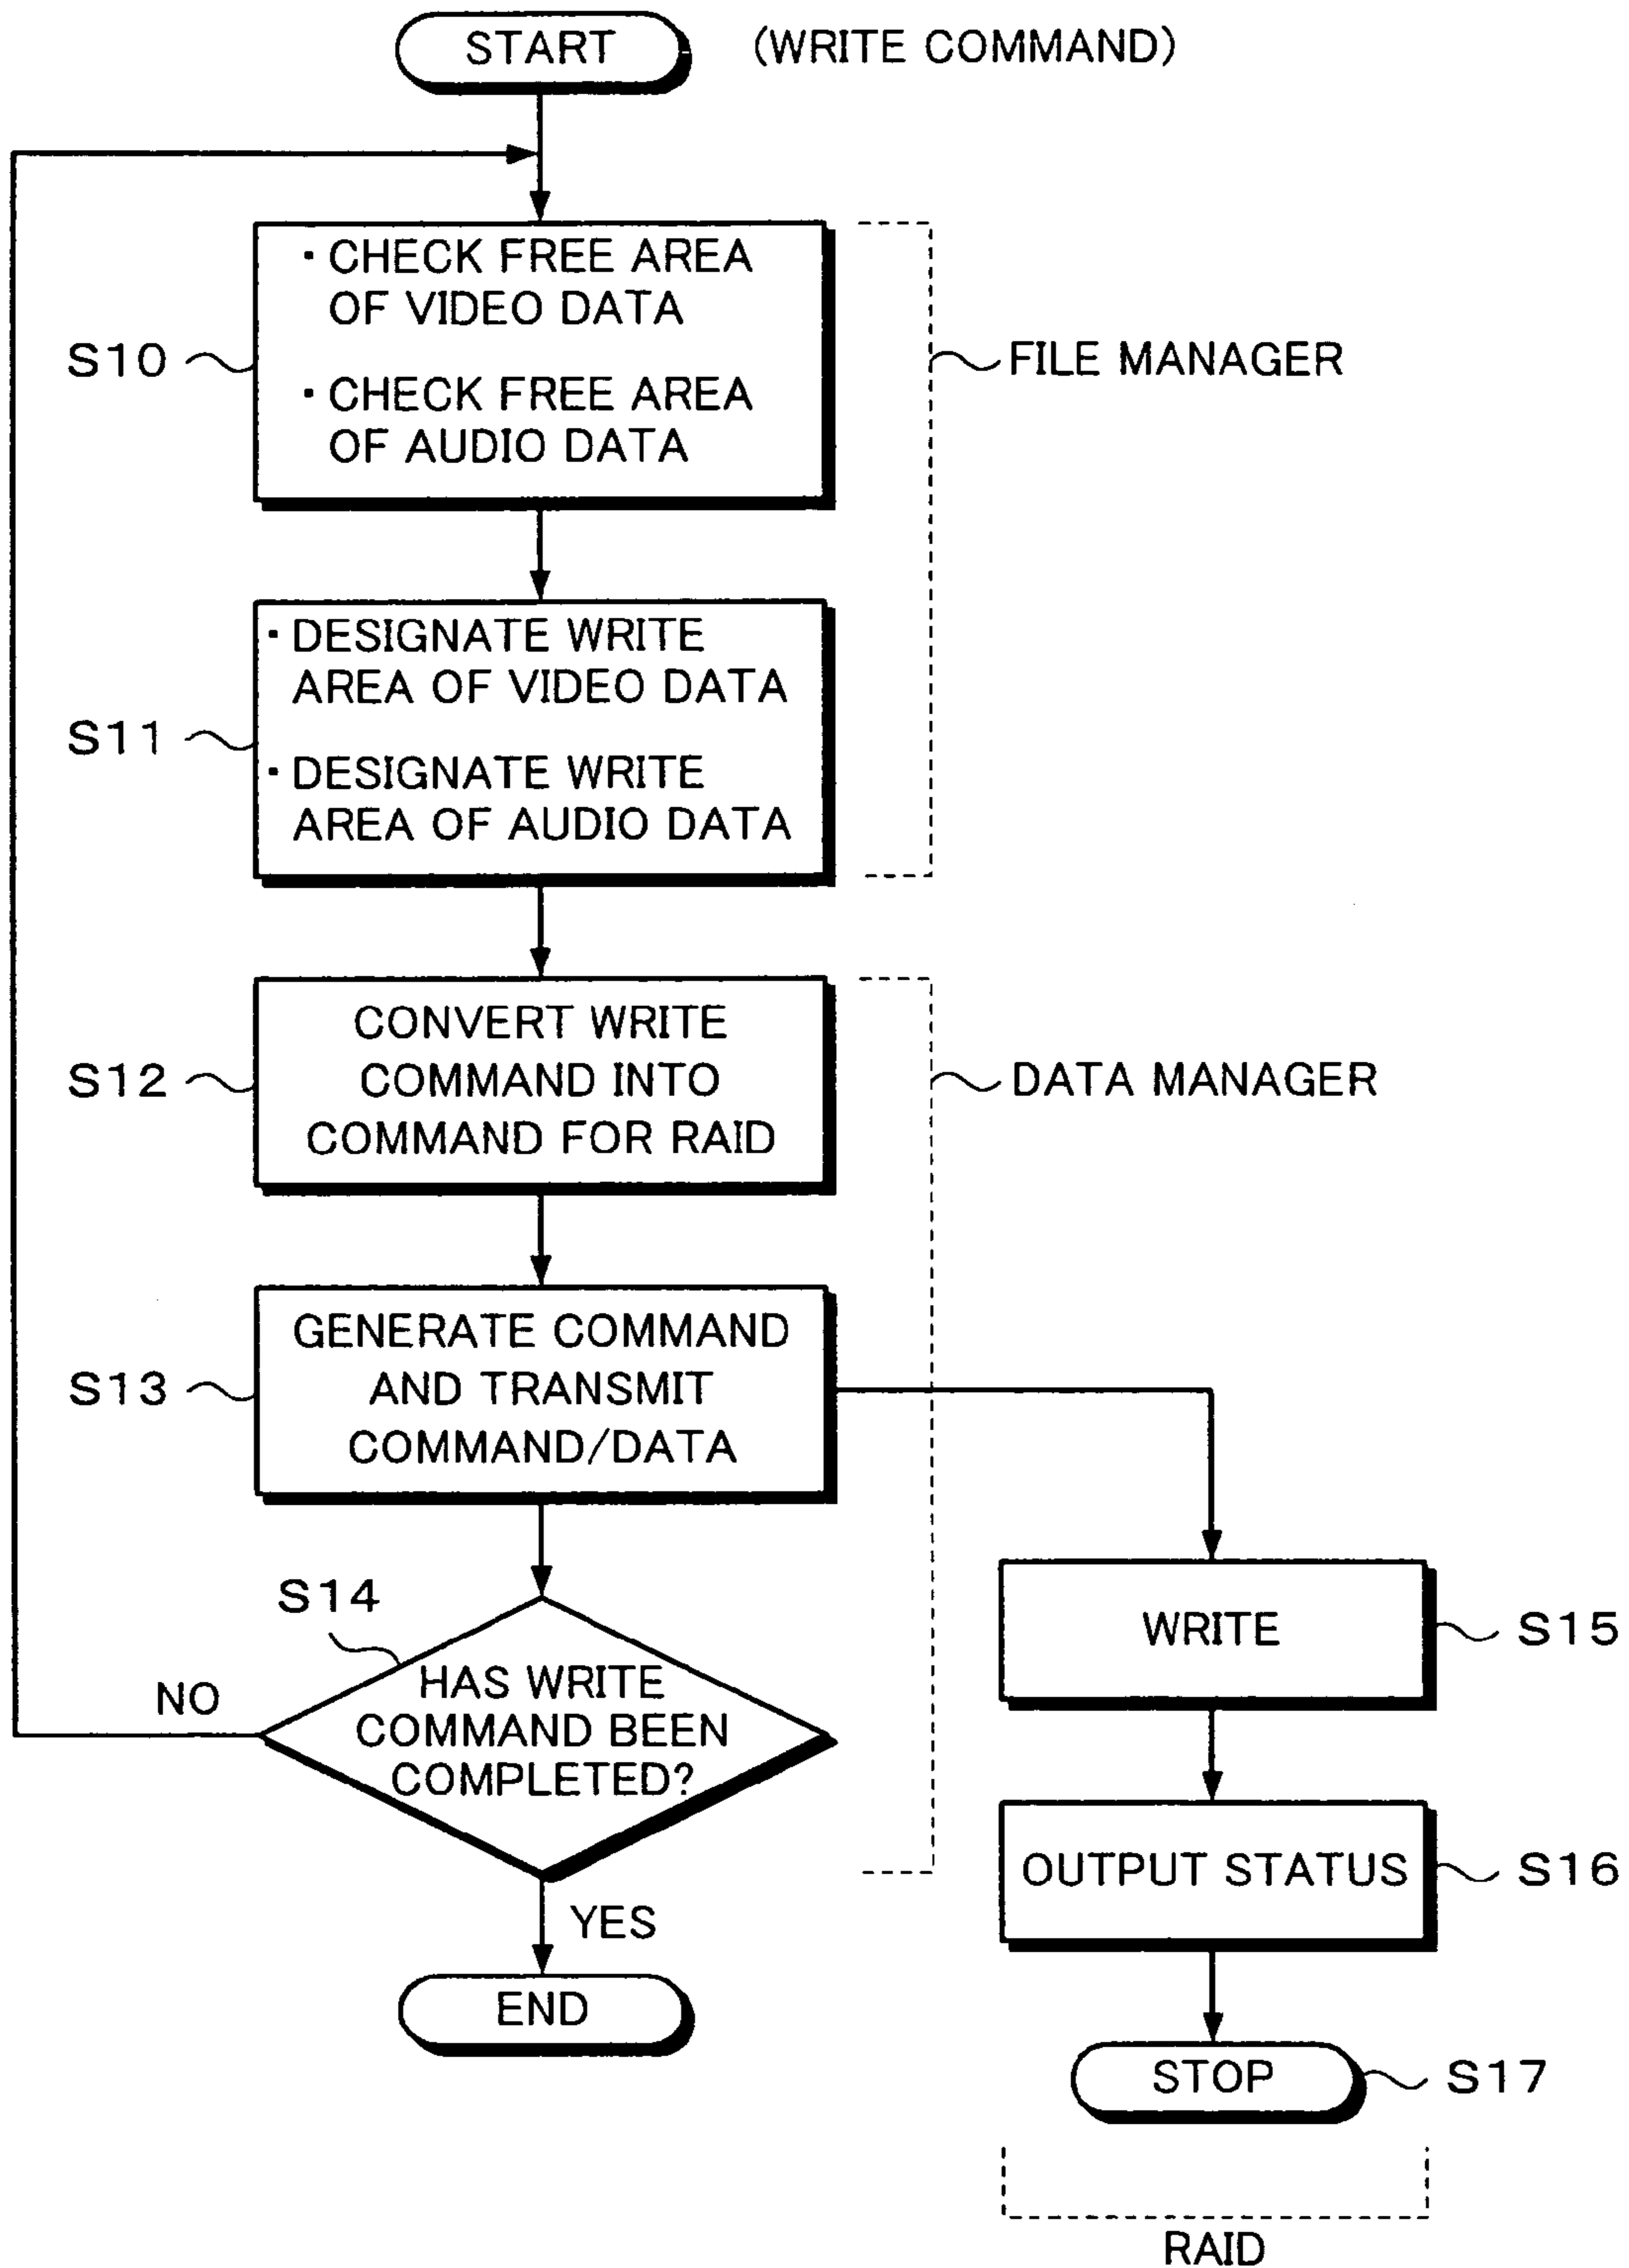 START
(WRITE COMMAND)
・CHECK FREE AREA
OF VIDEO DATA
・CHECK FREE AREA
OF AUDIO DATA
S10
FILE MANAGER
・DESIGNATE WRITE
AREA OF VIDEO DATA
・DESIGNATE WRITE
AREA OF AUDIO DATA
S11
CONVERT WRITE
COMMAND INTO
COMMAND FOR RAID
S12
DATA MANAGER
GENERATE COMMAND
AND TRANSMIT
COMMAND/DATA
S13
S14
HAS WRITE
COMMAND BEEN
COMPLETED?
NO
YES
END
WRITE
S15
OUTPUT STATUS
S16
STOP
S17
RAID